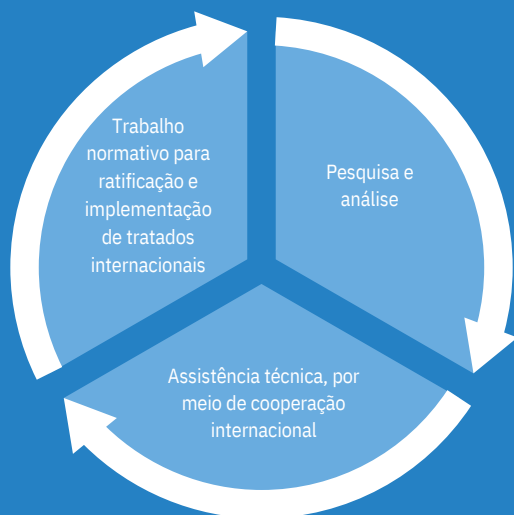 Trabalho
normativo para
ratificação e
implementação
de tratados
internacionais
Pesquisa e
análise
Assistência técnica, por
meio de cooperação
internacional